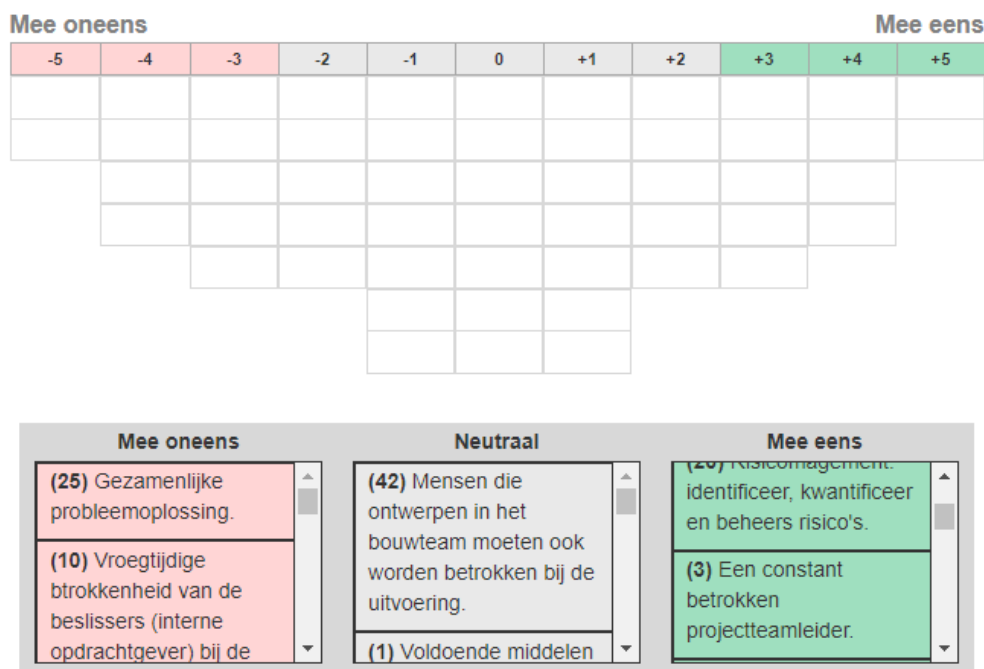 Mee oneens Mee eens
-5 -4 -3 -2 -1 0 +1 +2 +3 +4 +5
Mee oneens
(25) Gezamenlijke
probleemoplossing.
(10) Vroegtijdige
btrokkenheid van de
beslissers (interne
opdrachtgever) bij de
Neutraal
(42) Mensen die
ontwerpen in het
bouwteam moeten ook
worden betrokken bij de
uitvoering.
(1) Voldoende middelen
Mee eens
identificeer, kwantificeer
en beheers risico's.
(3) Een constant
betrokken
projectteamleider.